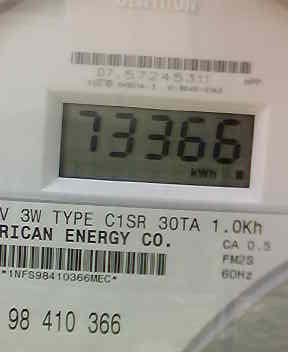 CENTRON
73366
kWh
V 3W TYPE C1SR 30TA 1.0Kh
RICAN ENERGY CO.
CA 0.5
FM2S
60Hz
*1NFS98410366MEC*
98 410 366